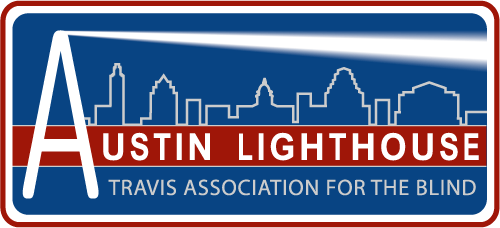 AUSTIN LIGHTHOUSE
TRAVIS ASSOCIATION FOR THE BLIND